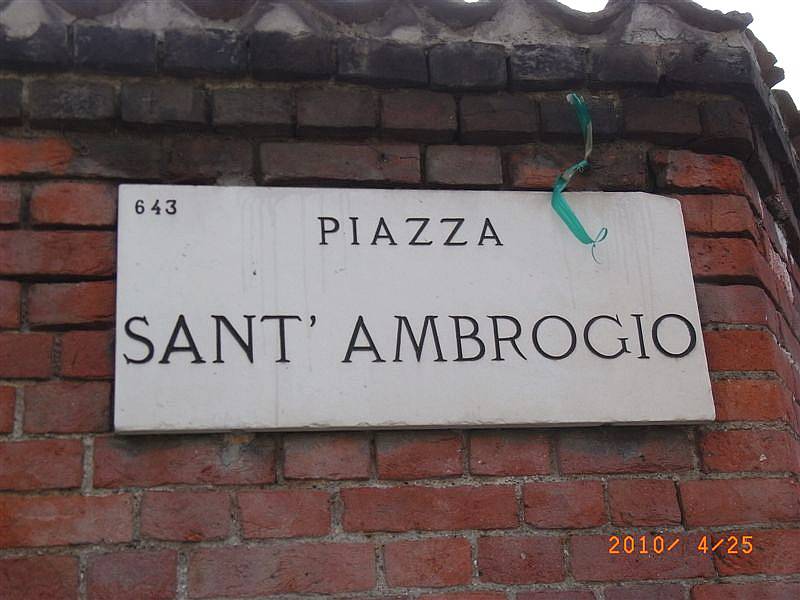 643
PIAZZA
SANT' AMBROGIO
2010/ 4/25